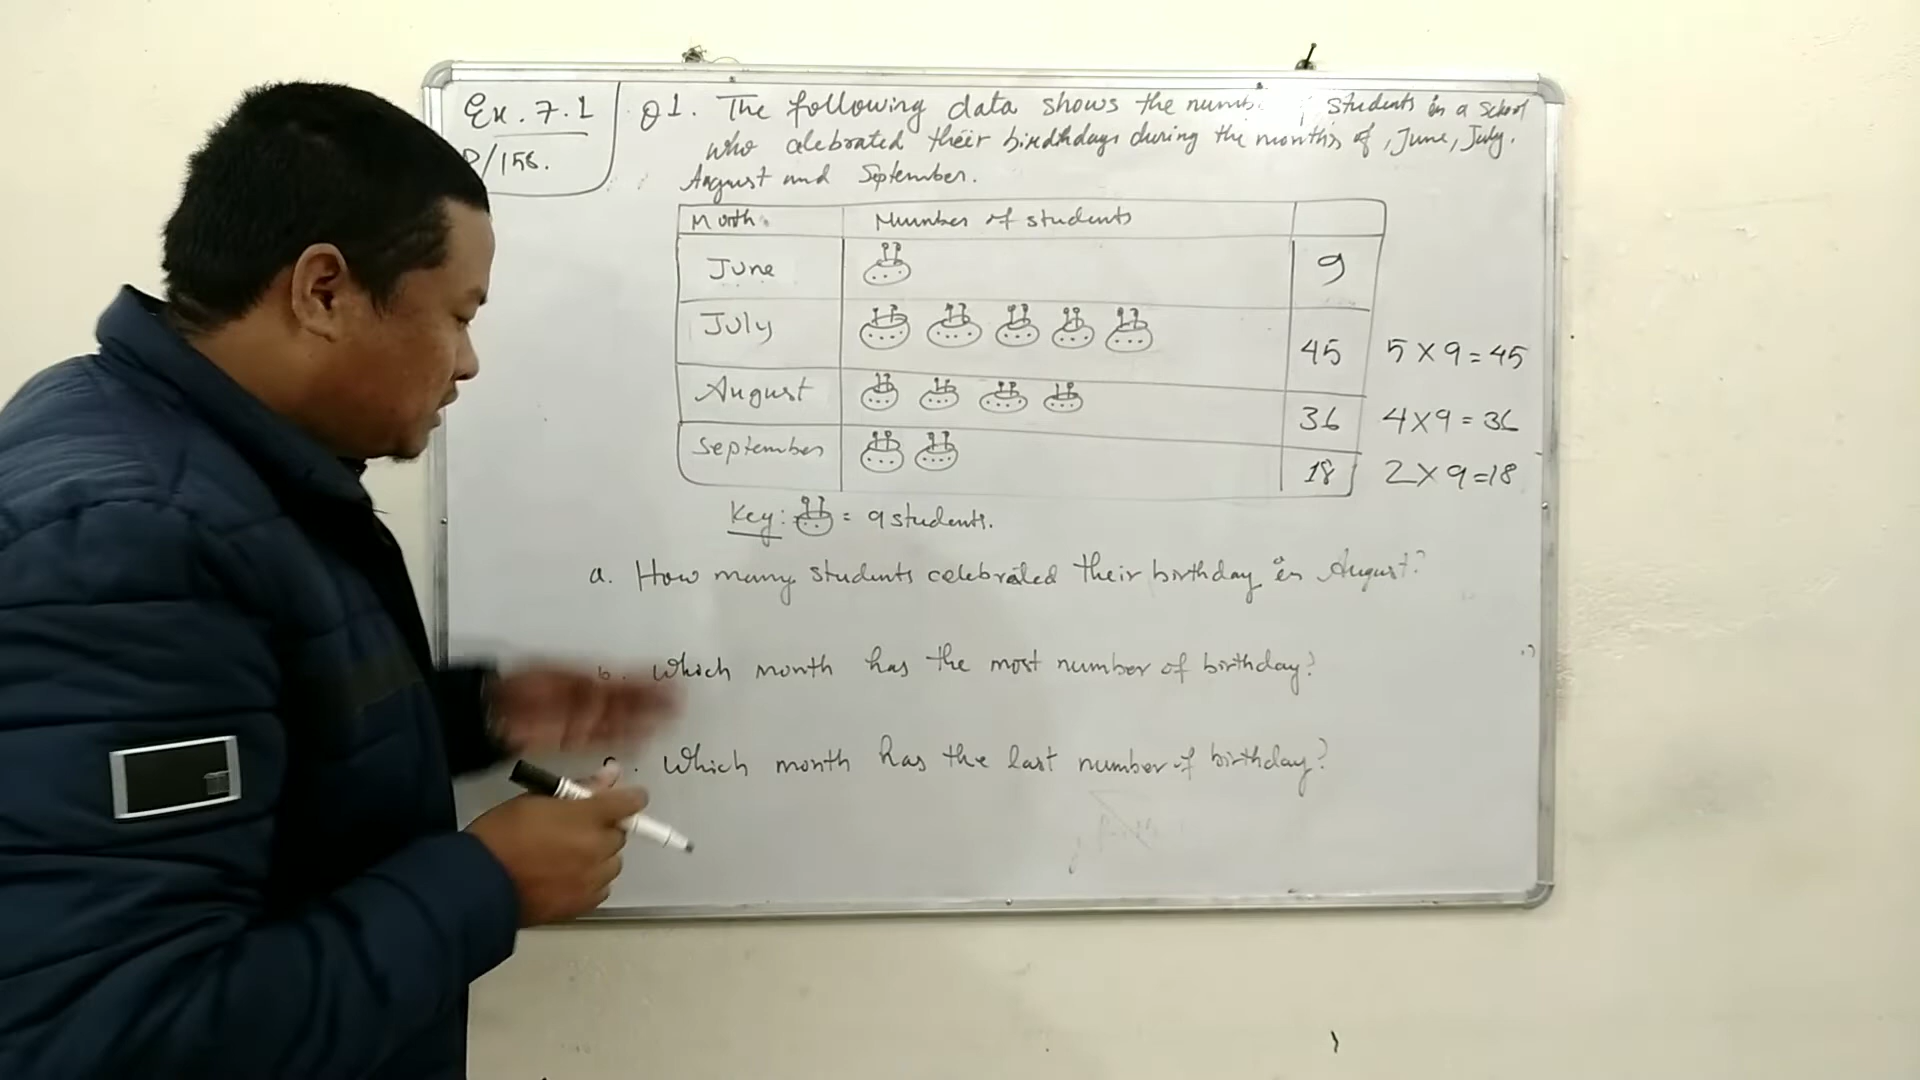 Ex. 7.1
P/156.
Q1. The following data shows the numb students in a school
who celebrated their birthdays during the months of, June, July.
August and September.
Month Number of students
June 9
July 45 5 X 9 = 45
August 36 4 X 9 = 36
September 18 2 X 9 = 18
Key: = 9 students.
a. How many students celebrated their birthday in August?
b. Which month has the most number of birthday?
c. Which month has the last number of birthday?